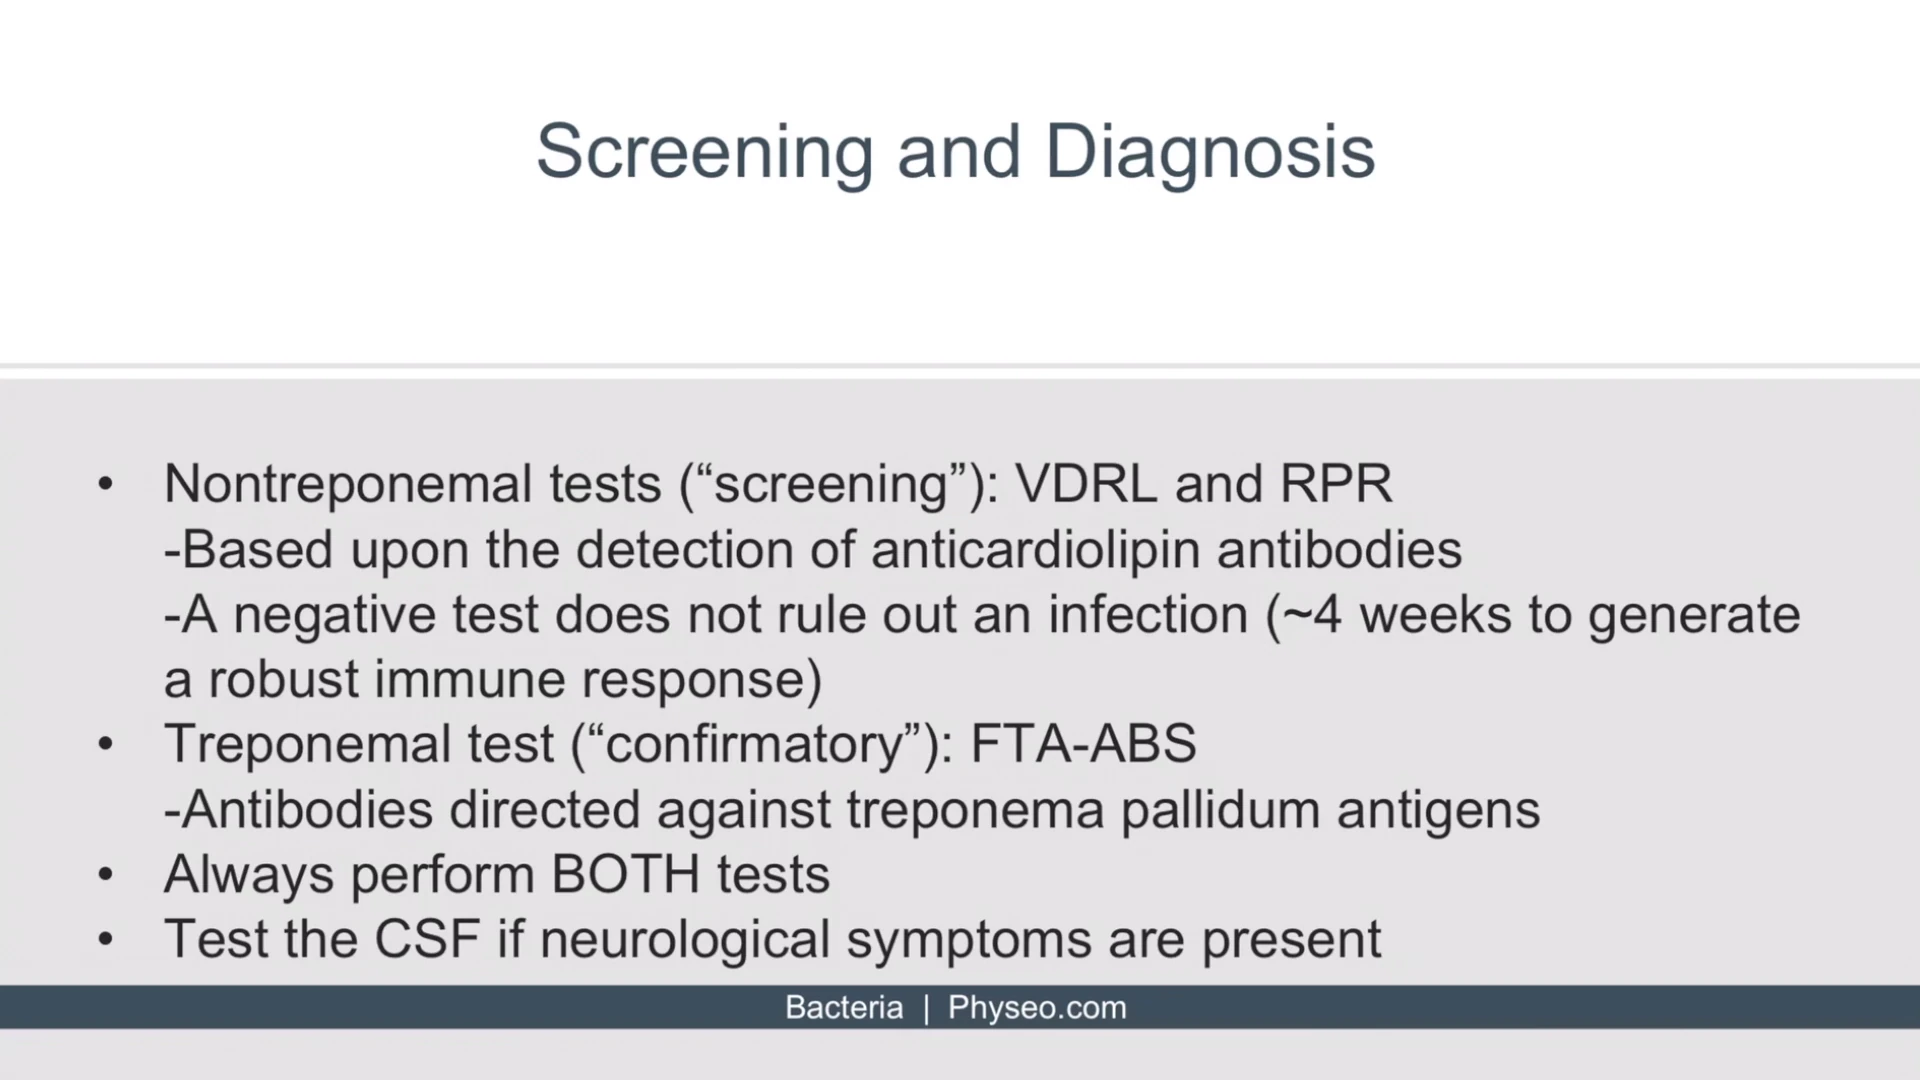 Screening and Diagnosis
• Nontreponemal tests (“screening”): VDRL and RPR
-Based upon the detection of anticardiolipin antibodies
-A negative test does not rule out an infection (~4 weeks to generate
a robust immune response)
• Treponemal test (“confirmatory”): FTA-ABS
-Antibodies directed against treponema pallidum antigens
• Always perform BOTH tests
• Test the CSF if neurological symptoms are present
Bacteria | Physeo.com